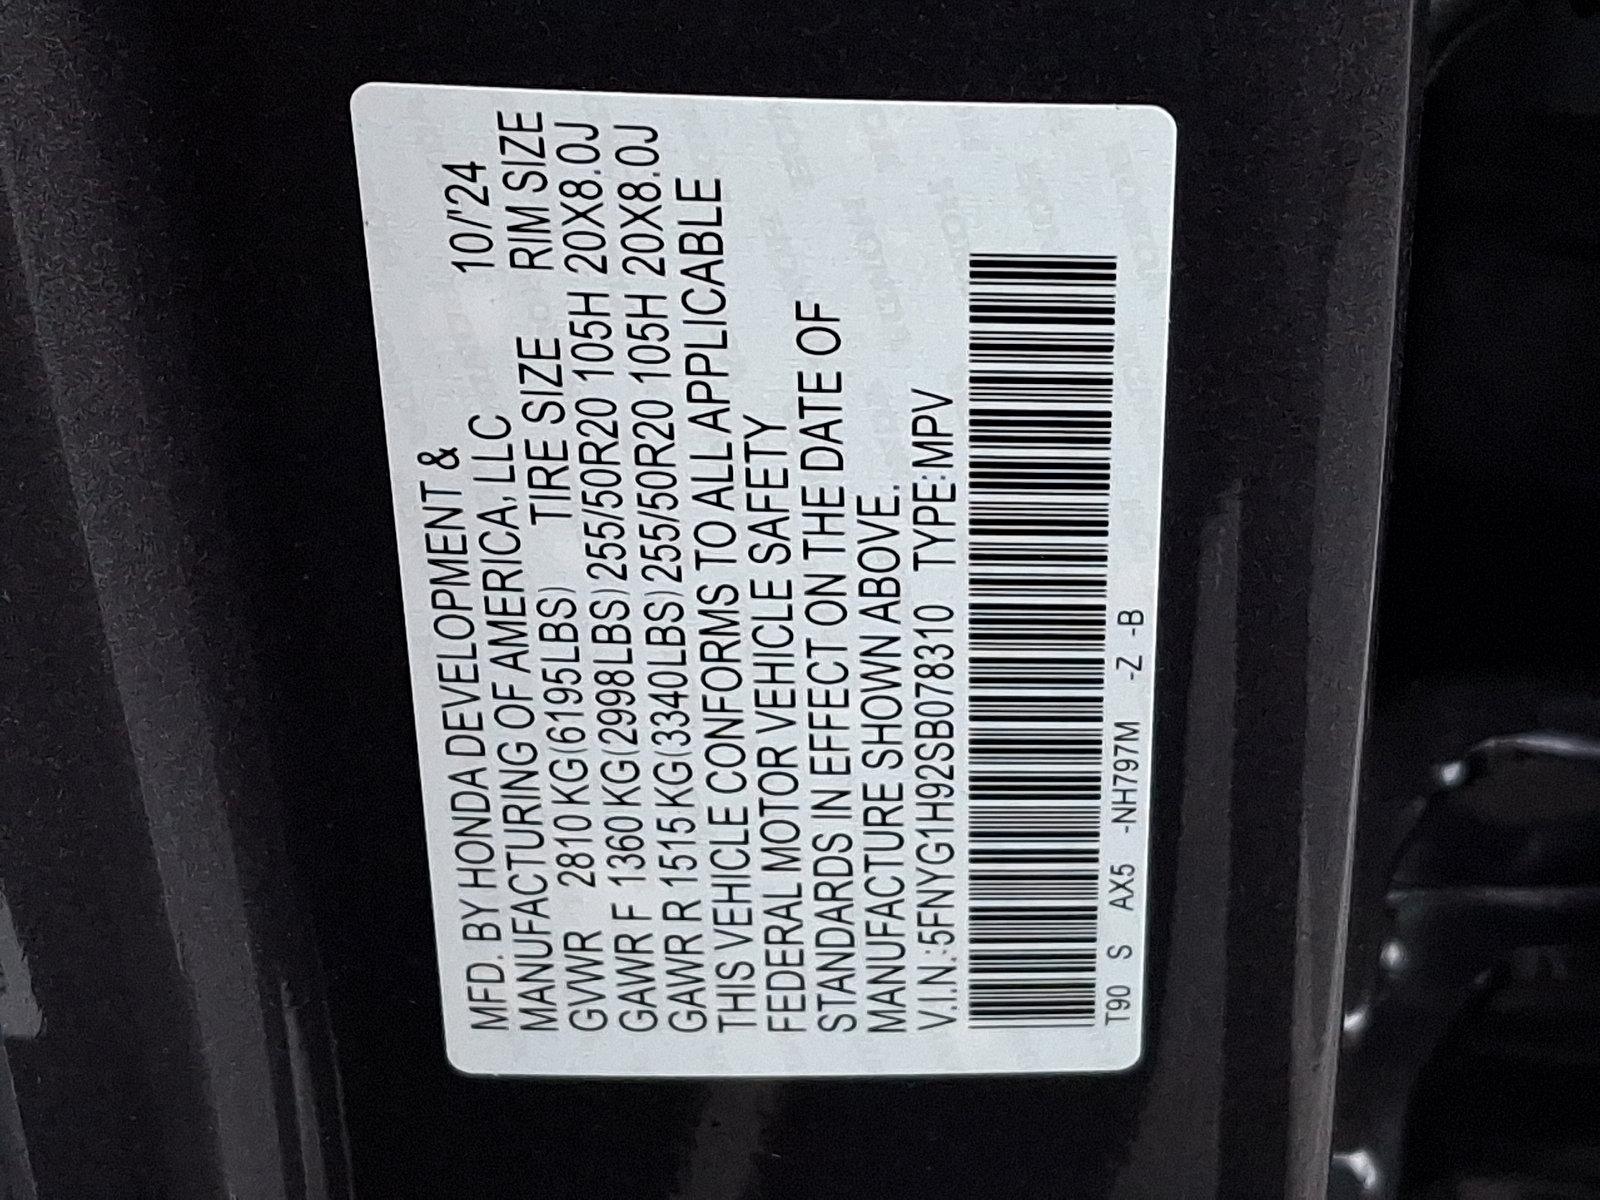 MFD. BY HONDA DEVELOPMENT &
MANUFACTURING OF AMERICA, LLC 10/'24
GVWR 2810 KG(6195LBS) TIRE SIZE RIM SIZE
GAWR F 1360 KG(2998LBS) 255/50R20 105H 20X8.0J
GAWR R 1515 KG(3340LBS) 255/50R20 105H 20X8.0J
THIS VEHICLE CONFORMS TO ALL APPLICABLE
FEDERAL MOTOR VEHICLE SAFETY
STANDARDS IN EFFECT ON THE DATE OF
MANUFACTURE SHOWN ABOVE.
V.I.N.:5FNYG1H92SB078310 TYPE:MPV
T90 S AX5 -NH797M -Z -B